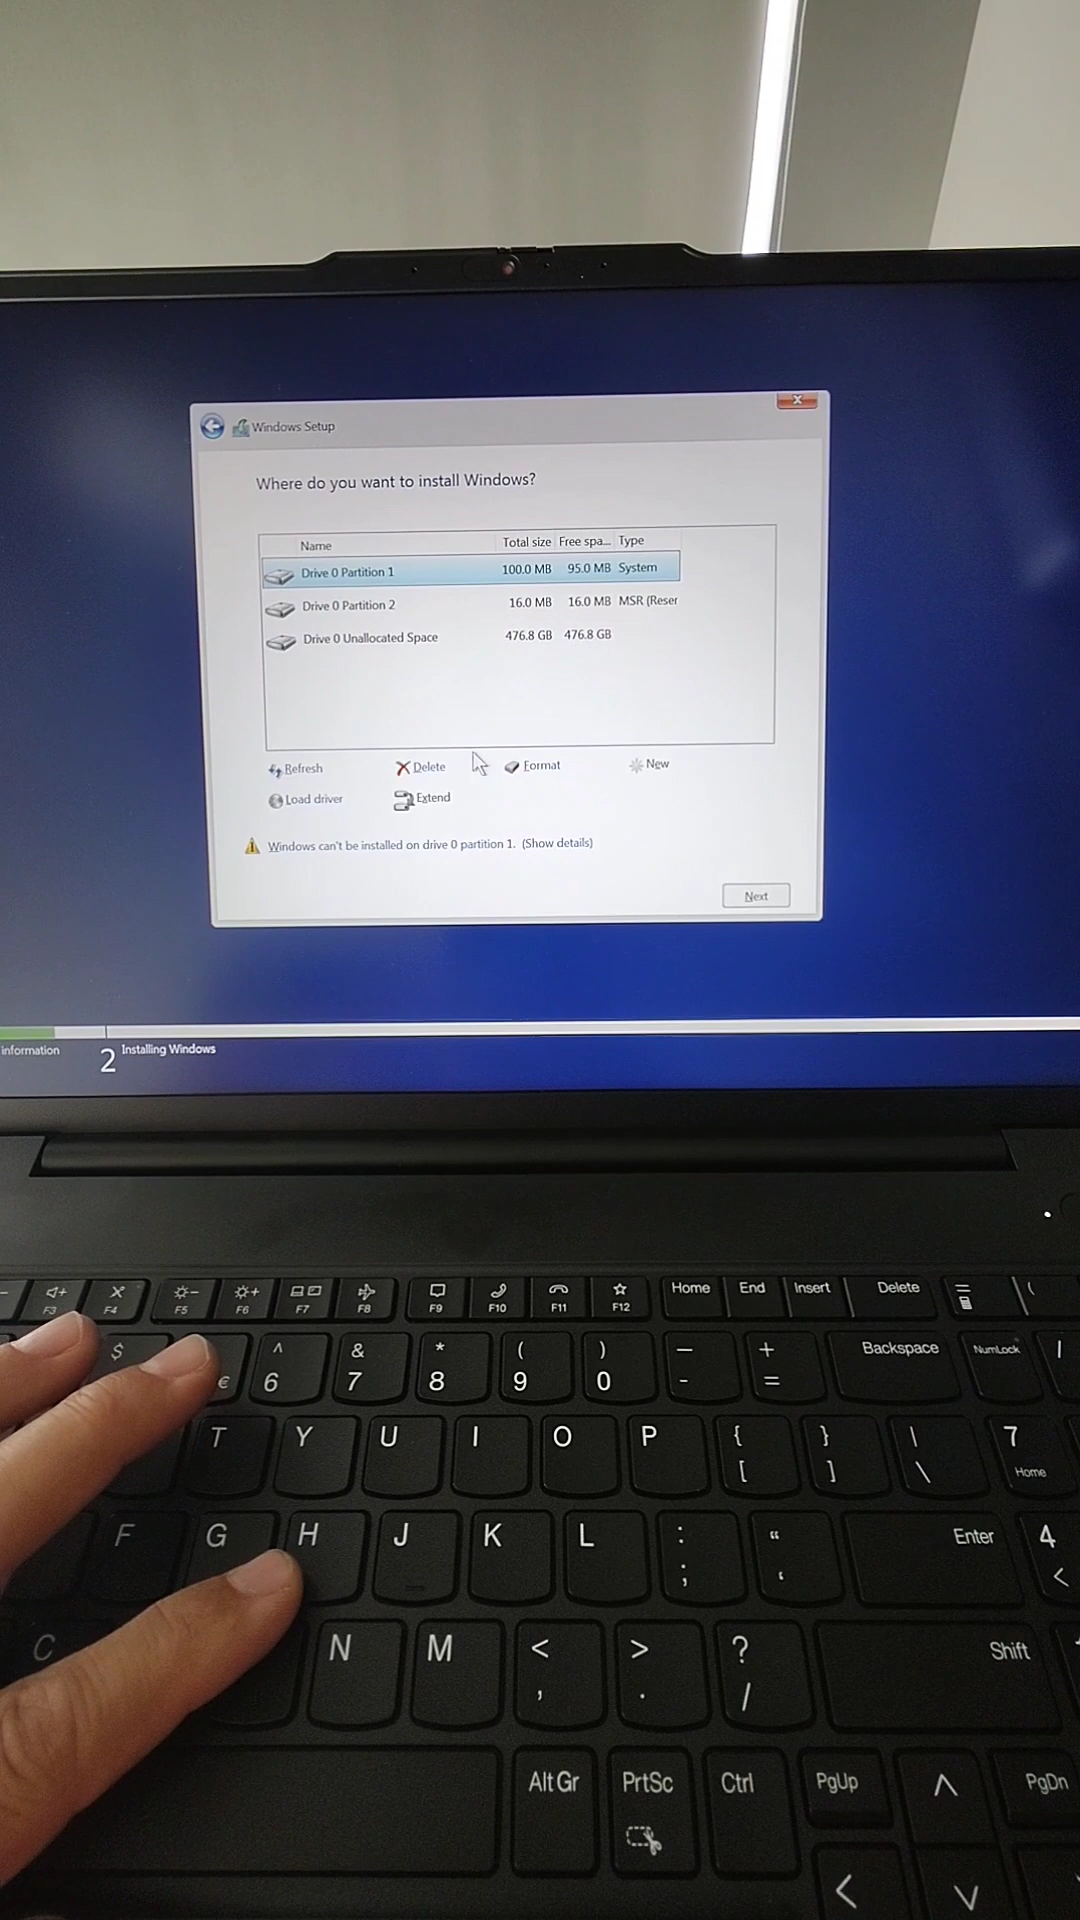 Windows Setup
Where do you want to install Windows?
Name Total size Free spa... Type
Drive 0 Partition 1 100.0 MB 95.0 MB System
Drive 0 Partition 2 16.0 MB 16.0 MB MSR (Reser
Drive 0 Unallocated Space 476.8 GB 476.8 GB
Refresh Delete Format New
Load driver Extend
Windows can't be installed on drive 0 partition 1. (Show details)
Next
information 2 Installing Windows
F3 F4 F5 F6 F7 F8 F9 F10 F11 F12 Home End Insert Delete
$ € ^ 6 & 7 * 8 ( 9 ) 0 — - + = Backspace NumLock /
T Y U I O P { [ } ] | \ 7 Home
F G H J K L : ; “ ‘ Enter 4 <
C N M < , > . ? / Shift
Alt Gr PrtSc Ctrl PgUp PgDn